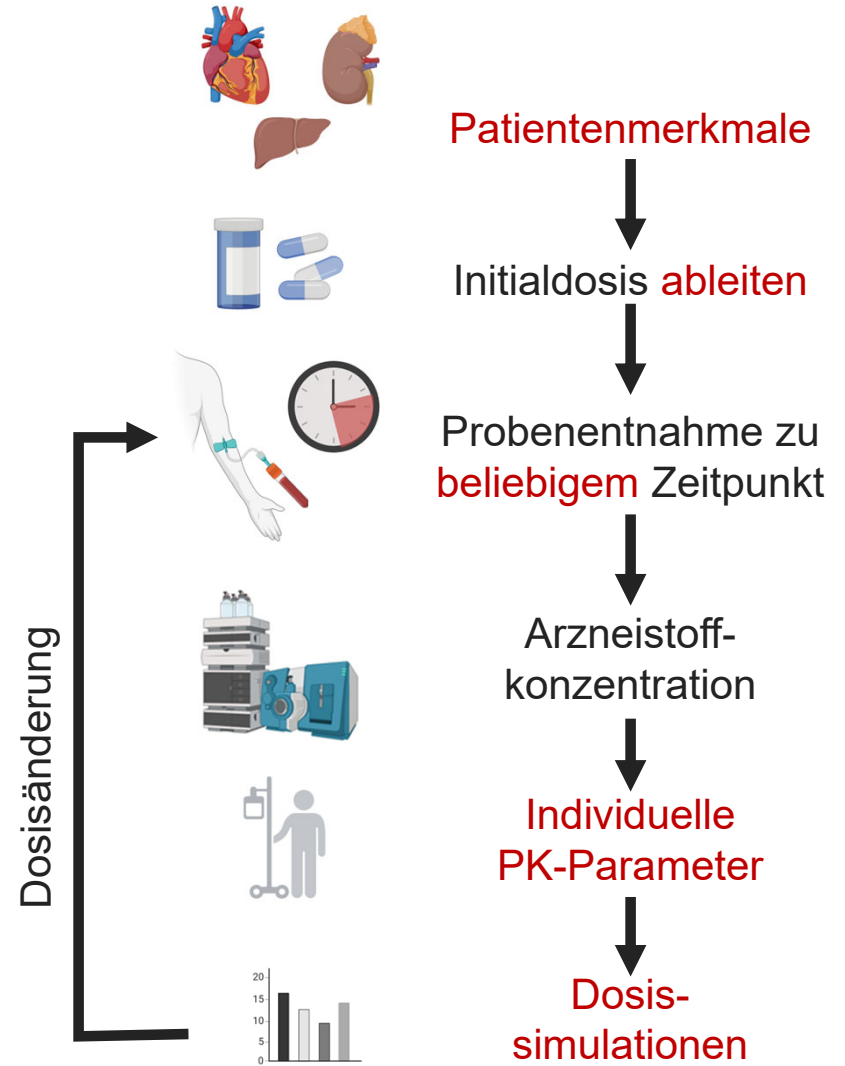 Patientenmerkmale
Initialdosis ableiten
Probenentnahme zu
beliebigem Zeitpunkt
Arzneistoff-
konzentration
Individuelle
PK-Parameter
Dosis-
simulationen
Dosisänderung
20
15
10
5
0